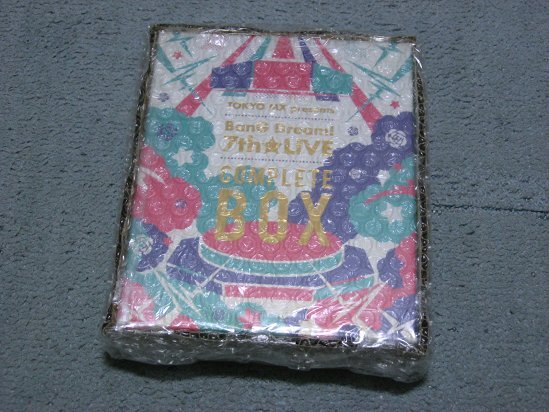 TOKYO MX presents
BanG Dream!
7th☆LIVE
COMPLETE
BOX